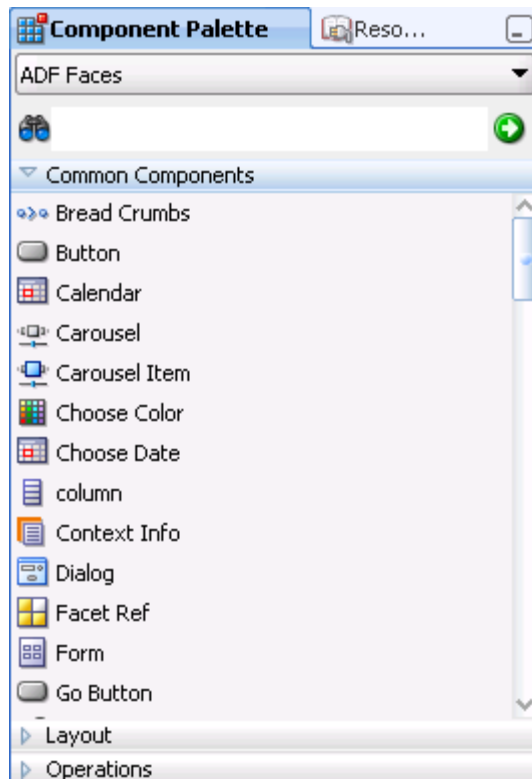 Component Palette
Reso...
ADF Faces
Common Components
Bread Crumbs
Button
Calendar
Carousel
Carousel Item
Choose Color
Choose Date
column
Context Info
Dialog
Facet Ref
Form
Go Button
Layout
Operations